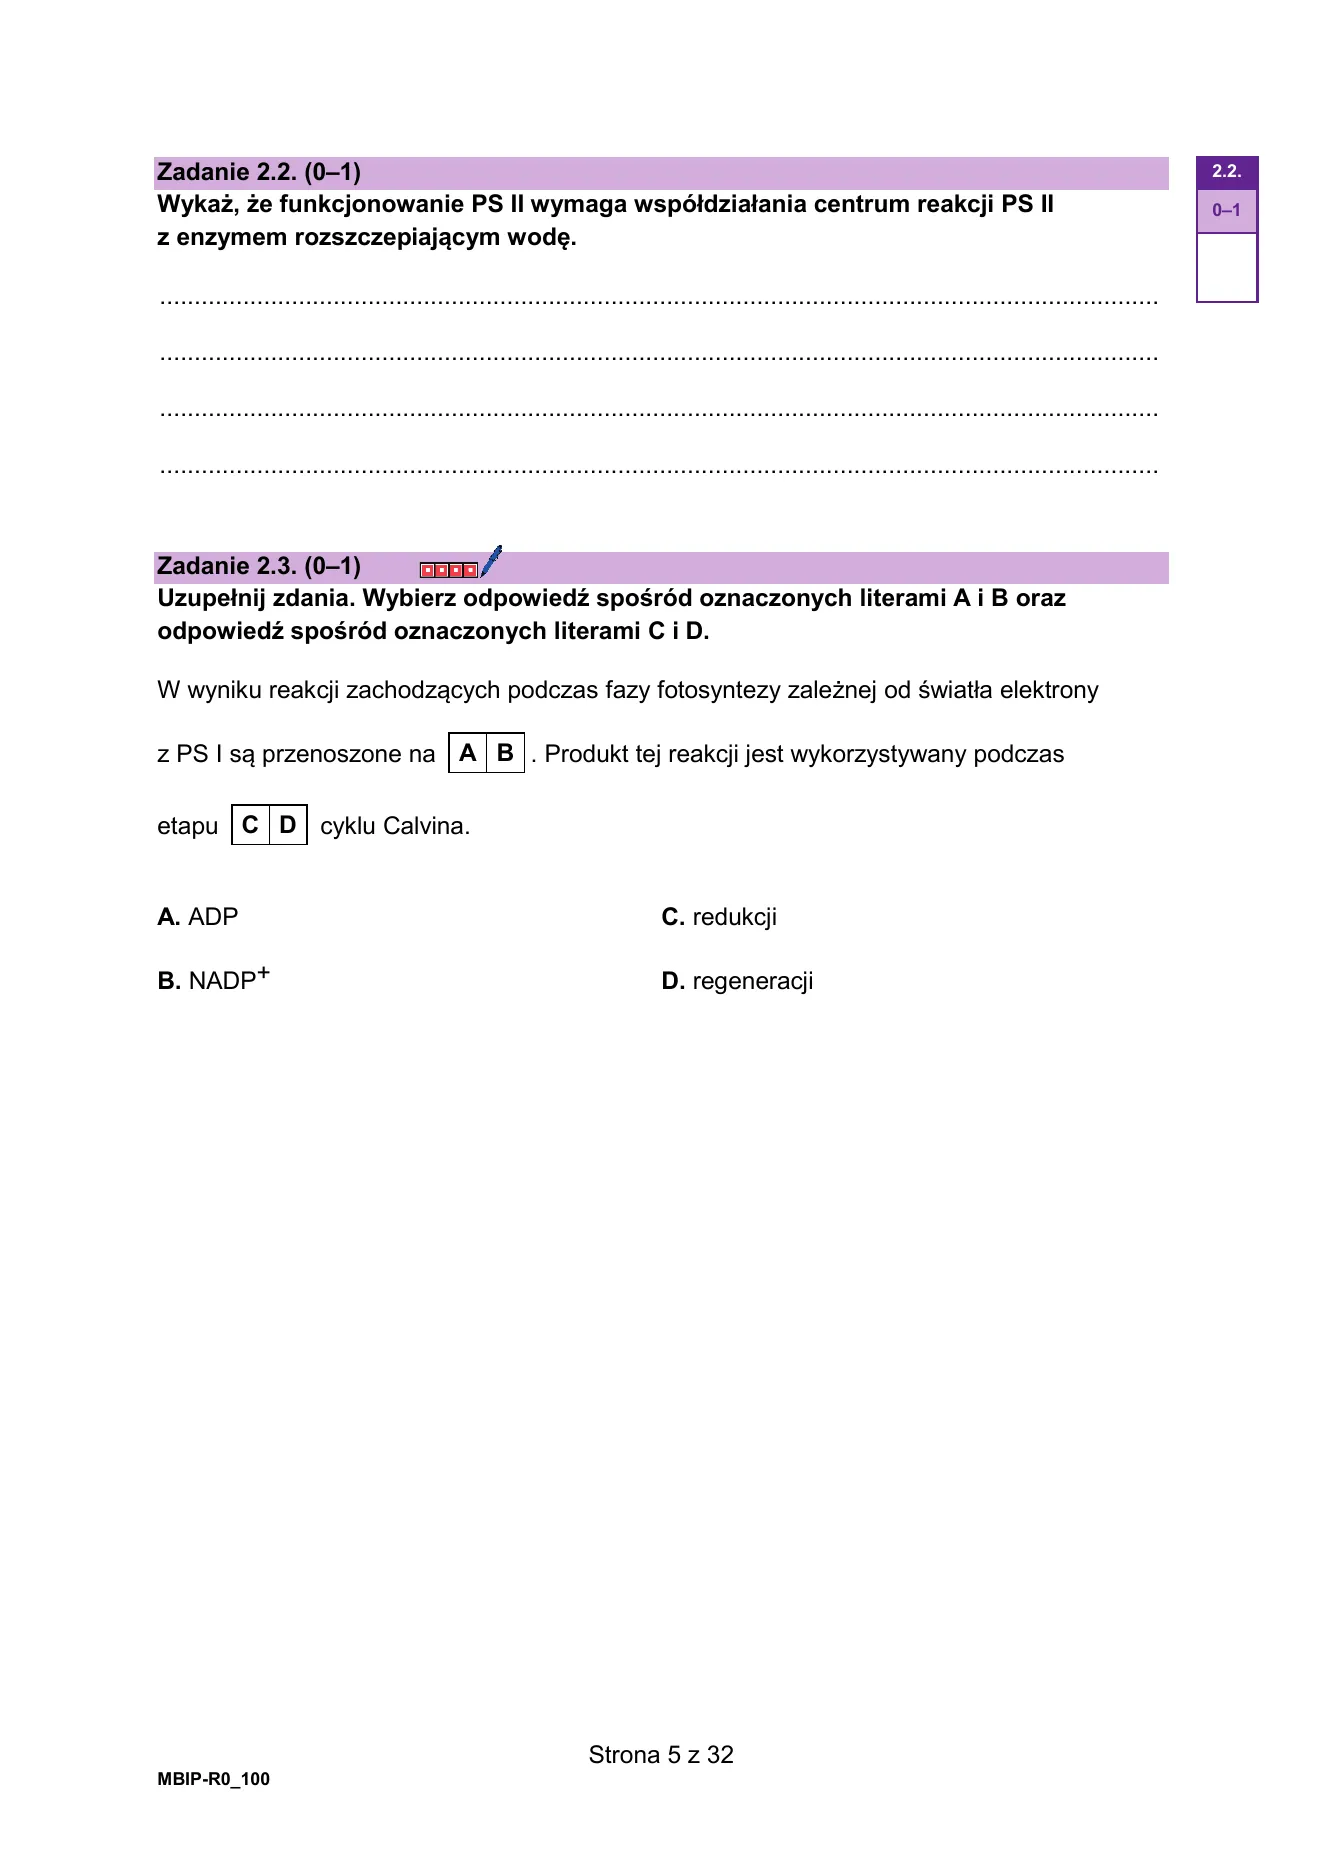 Zadanie 2.2. (0–1)
2.2.
0–1
Wykaż, że funkcjonowanie PS II wymaga współdziałania centrum reakcji PS II
z enzymem rozszczepiającym wodę.
Zadanie 2.3. (0–1)
Uzupełnij zdania. Wybierz odpowiedź spośród oznaczonych literami A i B oraz
odpowiedź spośród oznaczonych literami C i D.
W wyniku reakcji zachodzących podczas fazy fotosyntezy zależnej od światła elektrony
z PS I są przenoszone na A B . Produkt tej reakcji jest wykorzystywany podczas
etapu C D cyklu Calvina.
A. ADP
C. redukcji
B. NADP⁺
D. regeneracji
Strona 5 z 32
MBIP-R0_100